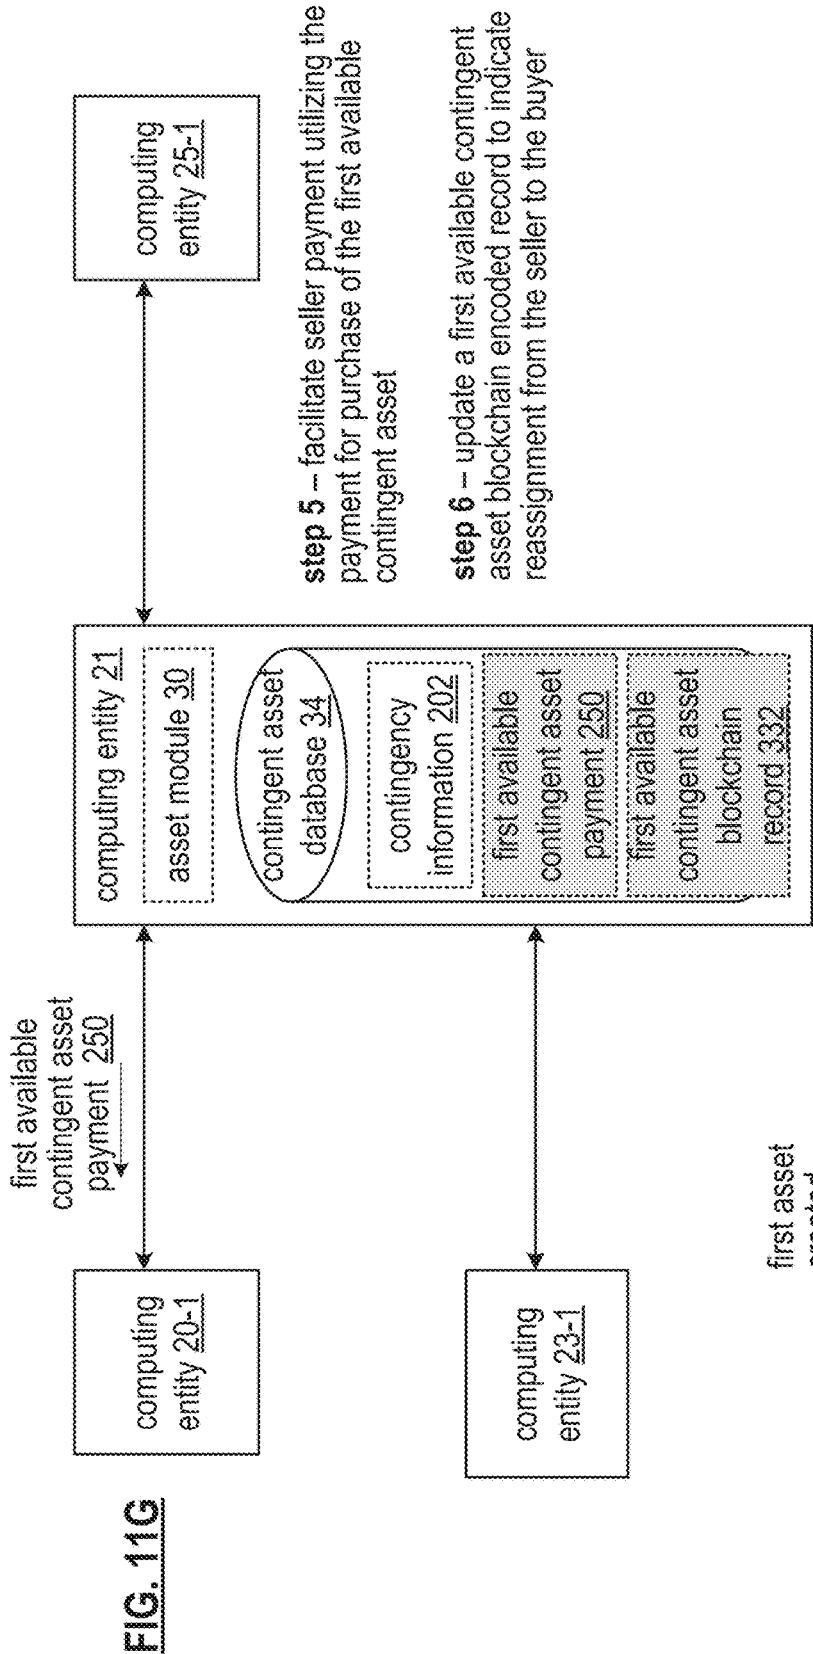 FIG. 11G
computing
entity 20-1
first available
contingent asset
payment 250
computing entity 21
asset module 30
contingent asset
database 34
contingency
information 202
first available
contingent asset
payment 250
first available
contingent asset
blockchain
record 332
computing
entity 25-1
computing
entity 23-1
step 5 – facilitate seller payment utilizing the
payment for purchase of the first available
contingent asset
step 6 – update a first available contingent
asset blockchain encoded record to indicate
reassignment from the seller to the buyer
first asset